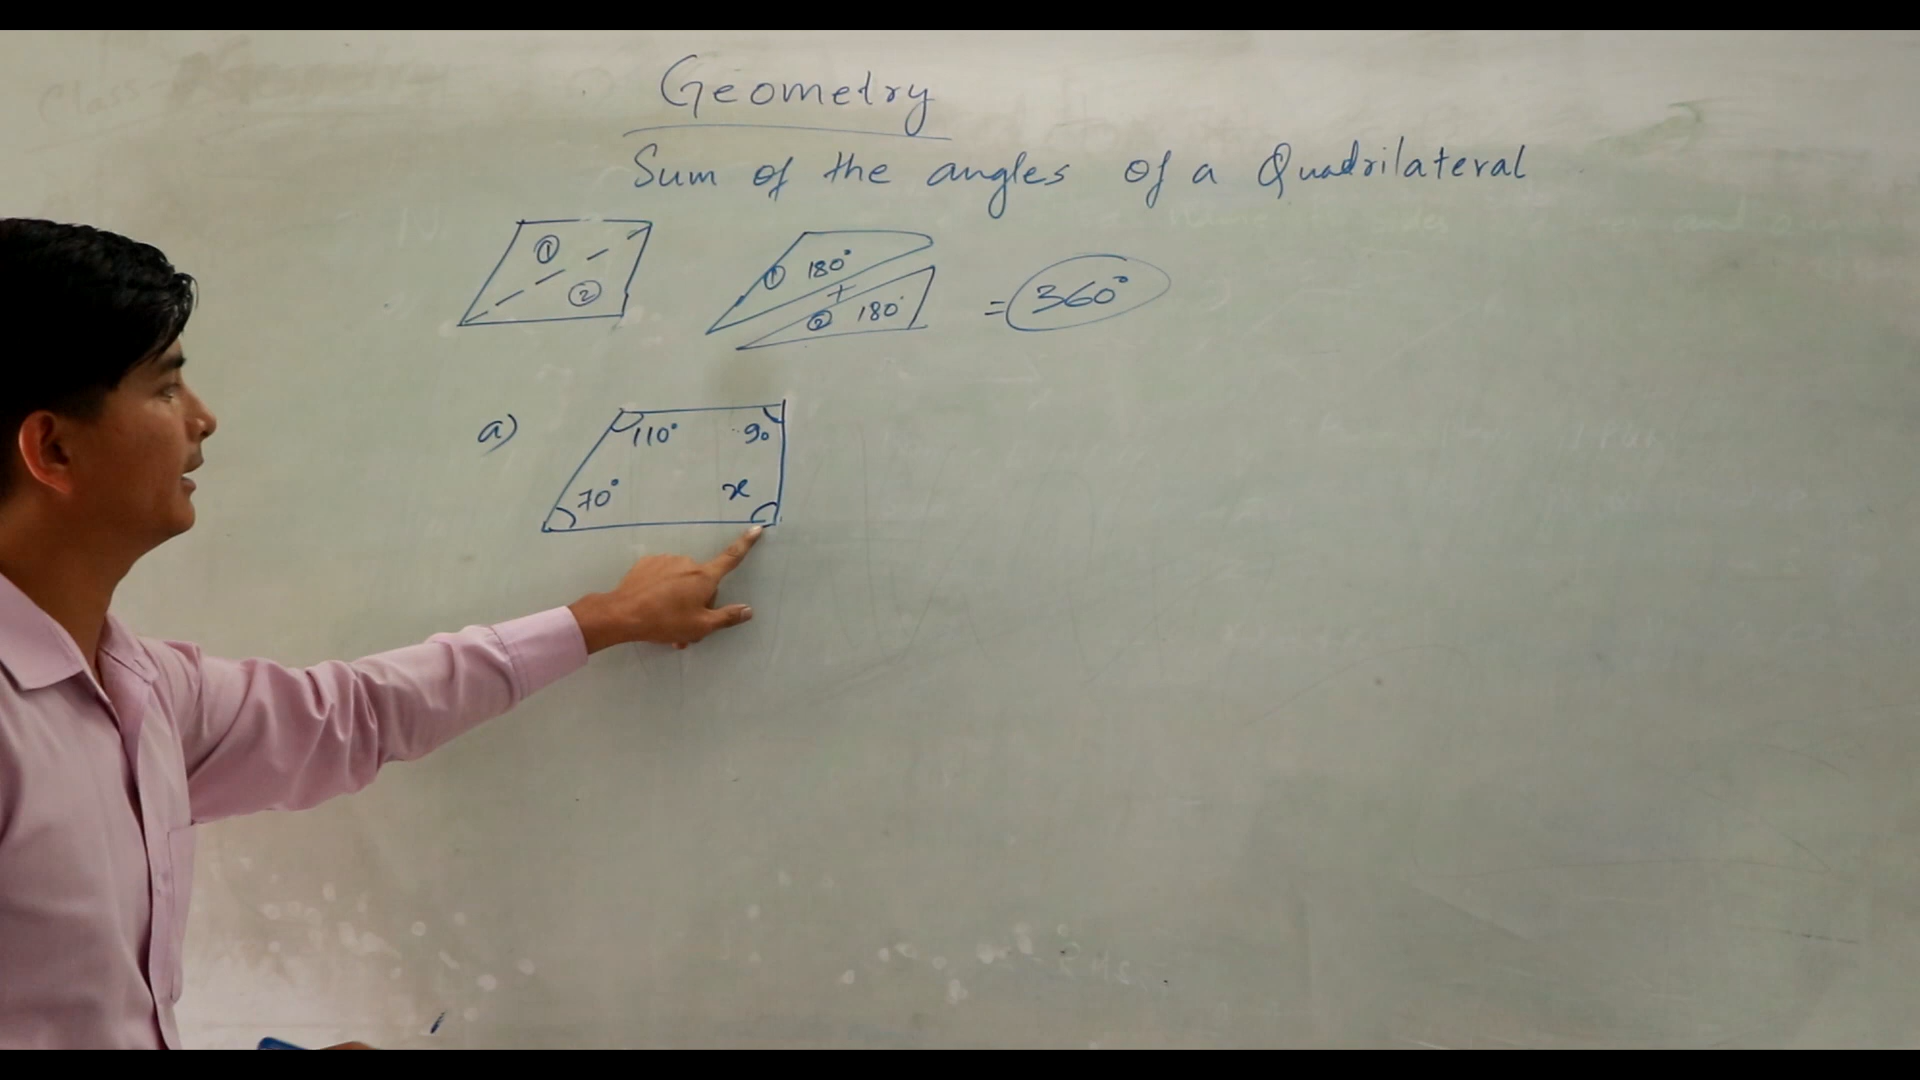 Geometry
Sum of the angles of a Quadrilateral
① ②
① 180° + ② 180° = 360°
a)
110° 90
70° x